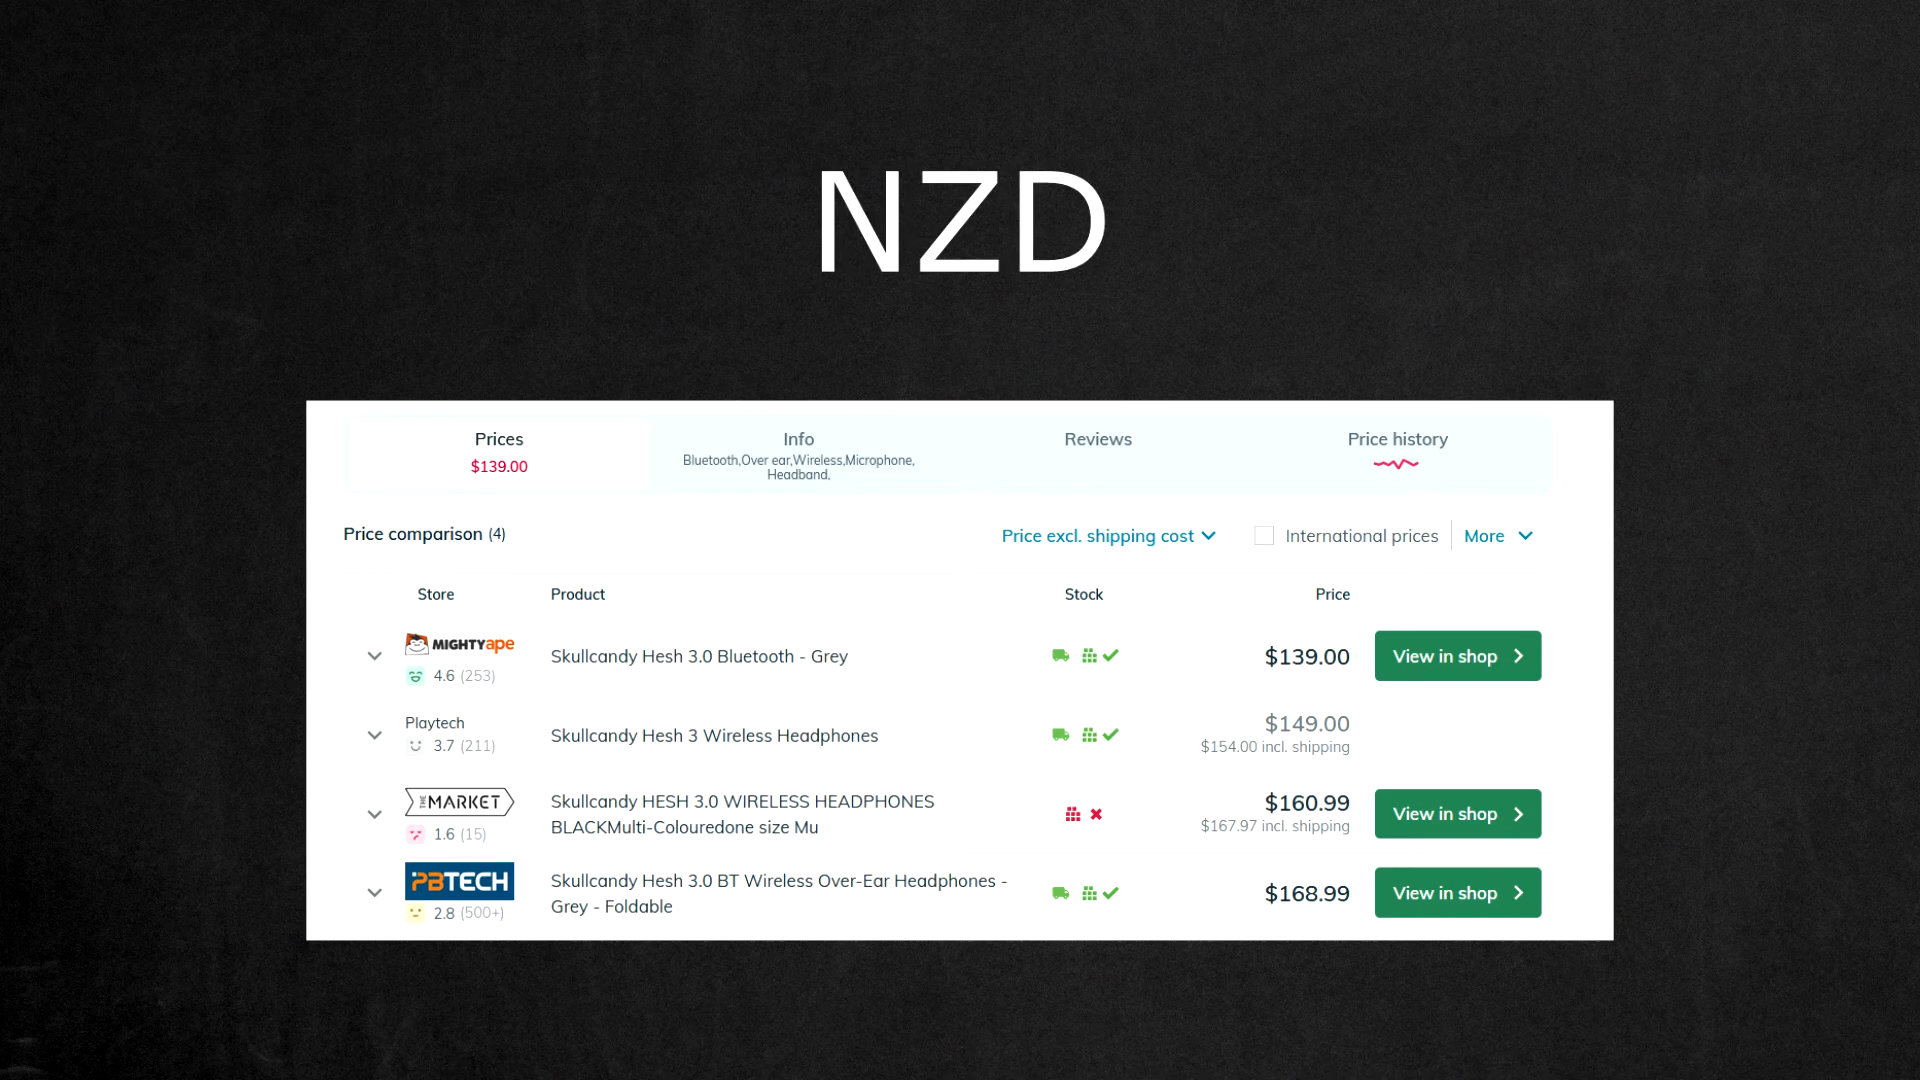 NZD
Prices
$139.00
Info
Bluetooth,Over ear,Wireless,Microphone,
Headband,
Reviews
Price history
Price comparison (4)
Price excl. shipping cost
International prices
More
Store
Product
Stock
Price
MIGHTYape
4.6 (253)
Skullcandy Hesh 3.0 Bluetooth - Grey
$139.00
View in shop
Playtech
3.7 (211)
Skullcandy Hesh 3 Wireless Headphones
$149.00
$154.00 incl. shipping
THE MARKET
1.6 (15)
Skullcandy HESH 3.0 WIRELESS HEADPHONES
BLACKMulti-Colouredone size Mu
$160.99
$167.97 incl. shipping
View in shop
PBTECH
2.8 (500+)
Skullcandy Hesh 3.0 BT Wireless Over-Ear Headphones -
Grey - Foldable
$168.99
View in shop